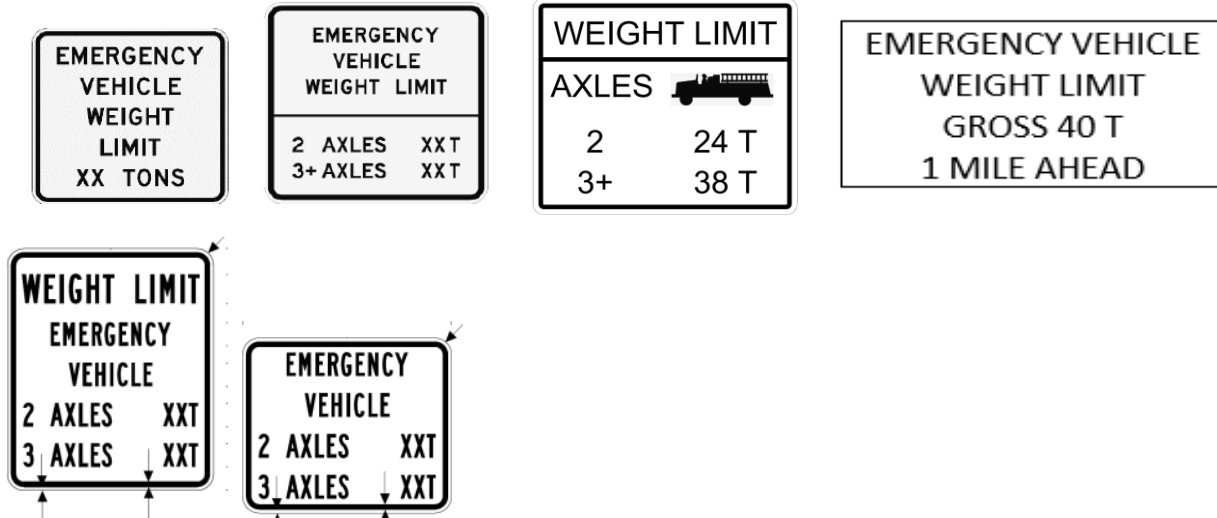 EMERGENCY
VEHICLE
WEIGHT
LIMIT
XX TONS
EMERGENCY
VEHICLE
WEIGHT LIMIT
2 AXLES XXT
3+ AXLES XXT
WEIGHT LIMIT
AXLES
2 24 T
3+ 38 T
EMERGENCY VEHICLE
WEIGHT LIMIT
GROSS 40 T
1 MILE AHEAD
WEIGHT LIMIT
EMERGENCY
VEHICLE
2 AXLES XXT
3 AXLES XXT
EMERGENCY
VEHICLE
2 AXLES XXT
3 AXLES XXT